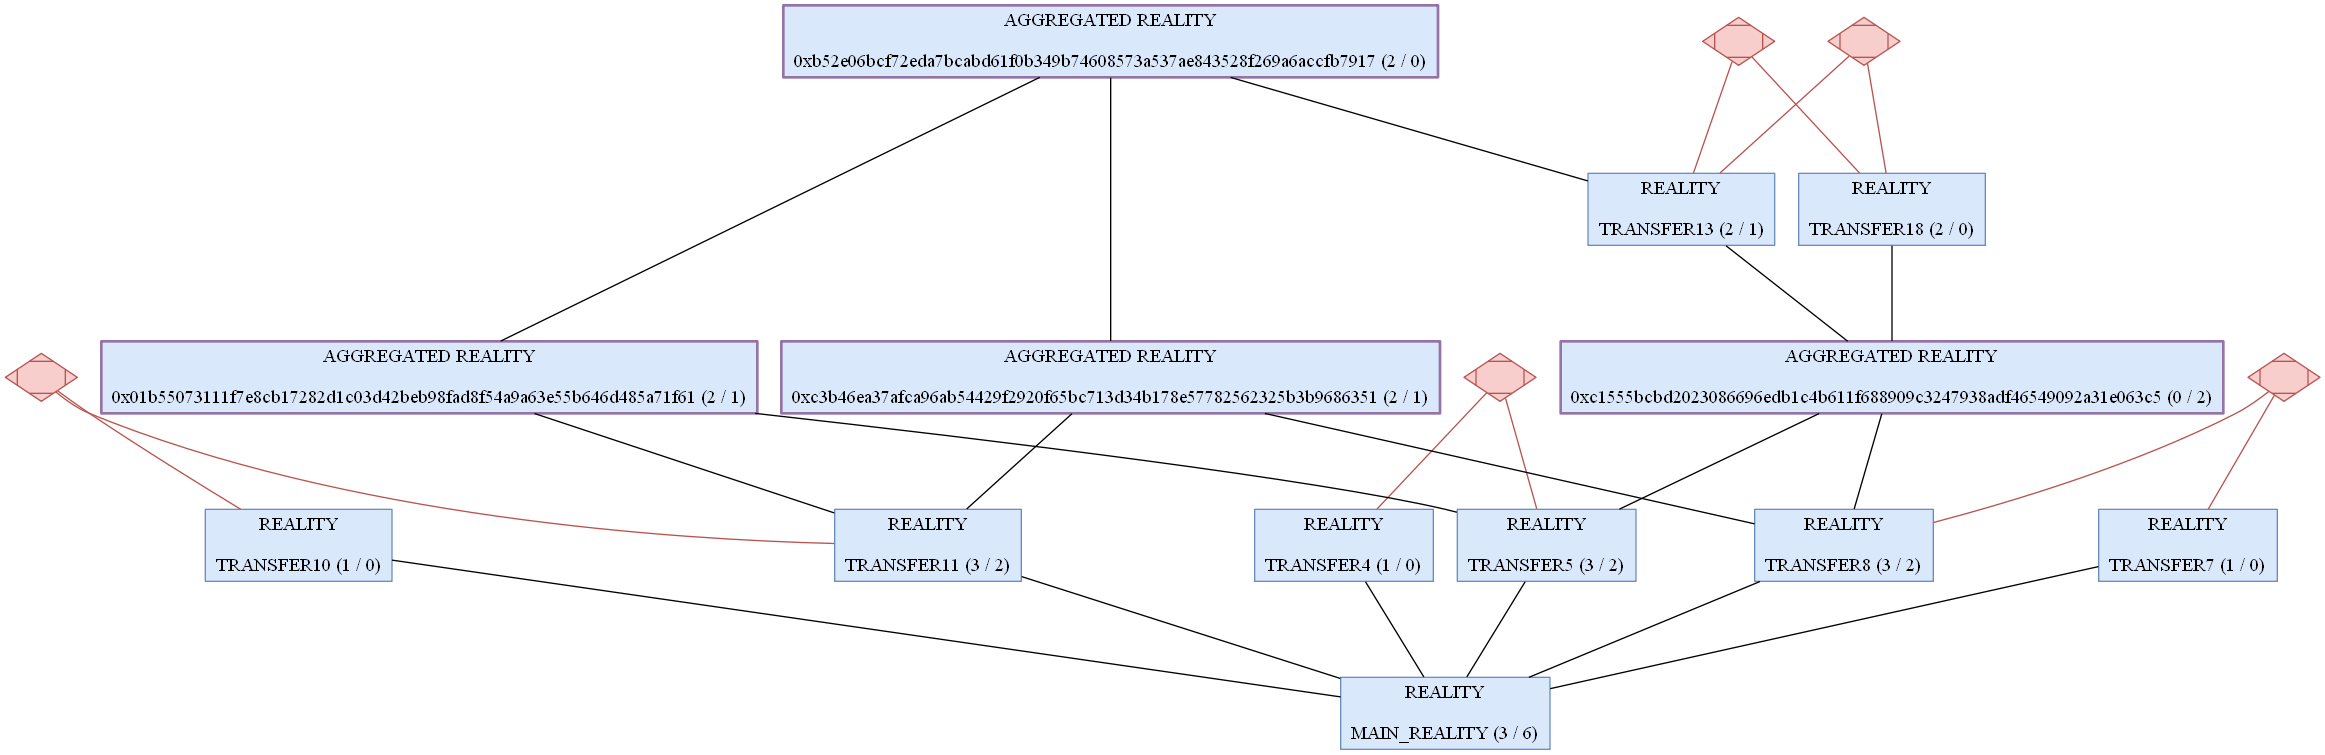 AGGREGATED REALITY
0xb52e06bcf72eda7bcabd61f0b349b74608573a537ae843528f269a6accfb7917 (2 / 0)
REALITY
TRANSFER13 (2 / 1)
REALITY
TRANSFER18 (2 / 0)
AGGREGATED REALITY
0x01b55073111f7e8cb17282d1c03d42beb98fad8f54a9a63e55b646d485a71f61 (2 / 1)
AGGREGATED REALITY
0xc3b46ea37afca96ab54429f2920f65bc713d34b178e57782562325b3b9686351 (2 / 1)
AGGREGATED REALITY
0xc1555bcbd2023086696edb1c4b611f688909c3247938adf46549092a31e063c5 (0 / 2)
REALITY
TRANSFER10 (1 / 0)
REALITY
TRANSFER11 (3 / 2)
REALITY
TRANSFER4 (1 / 0)
REALITY
TRANSFER5 (3 / 2)
REALITY
TRANSFER8 (3 / 2)
REALITY
TRANSFER7 (1 / 0)
REALITY
MAIN_REALITY (3 / 6)